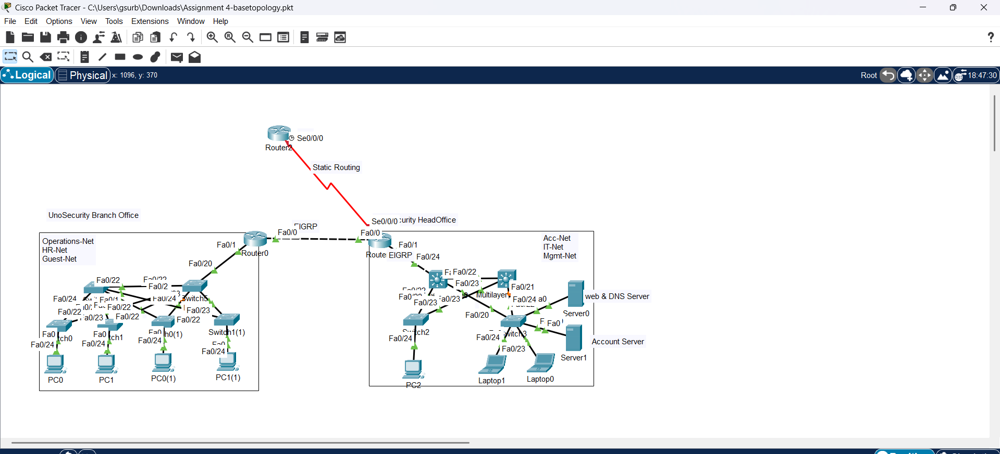 Cisco Packet Tracer - C:\Users\gsurb\Downloads\Assignment 4-basetopology.pkt
File Edit Options View Tools Extensions Window Help
Logical Physical x: 1096, y: 370 Root 18:47:30
Se0/0/0
Router2
Static Routing
UnoSecurity Branch Office
Se0/0/0 :urity HeadOffice
EIGRP
Fa0/0 Fa0/0
Operations-Net
HR-Net
Guest-Net
Acc-Net
IT-Net
Mgmt-Net
Fa0/1 Fa0/1
Router0 Route EIGRP Fa0/24
Fa0/20
Fa0/22 Fa0/22 Fa0/22
Fa0/2 Fa0/23
Fa0/21
Fa0/24 Fa0/1 Fa0/24 witch5 Fa0/23 Multilayer Fa0/24 a0 web & DNS Server
Fa0/22 Fa0/22 Fa0/23 Fa0/23
Fa0/22 Fa0/22 Fa0/20 Server0
a0/23
Fa0 Fa0 Switch1(1) Switch2 witch3 Fa0
tch0 tch1 h0(1)
Fa0/24 Fa0/24 Fa0/24 Fa0/24 Fa0/24 Account Server
Fa0/24 Fa0/23
Server1
PC0 PC1 PC0(1) PC1(1) PC2 Laptop1 Laptop0